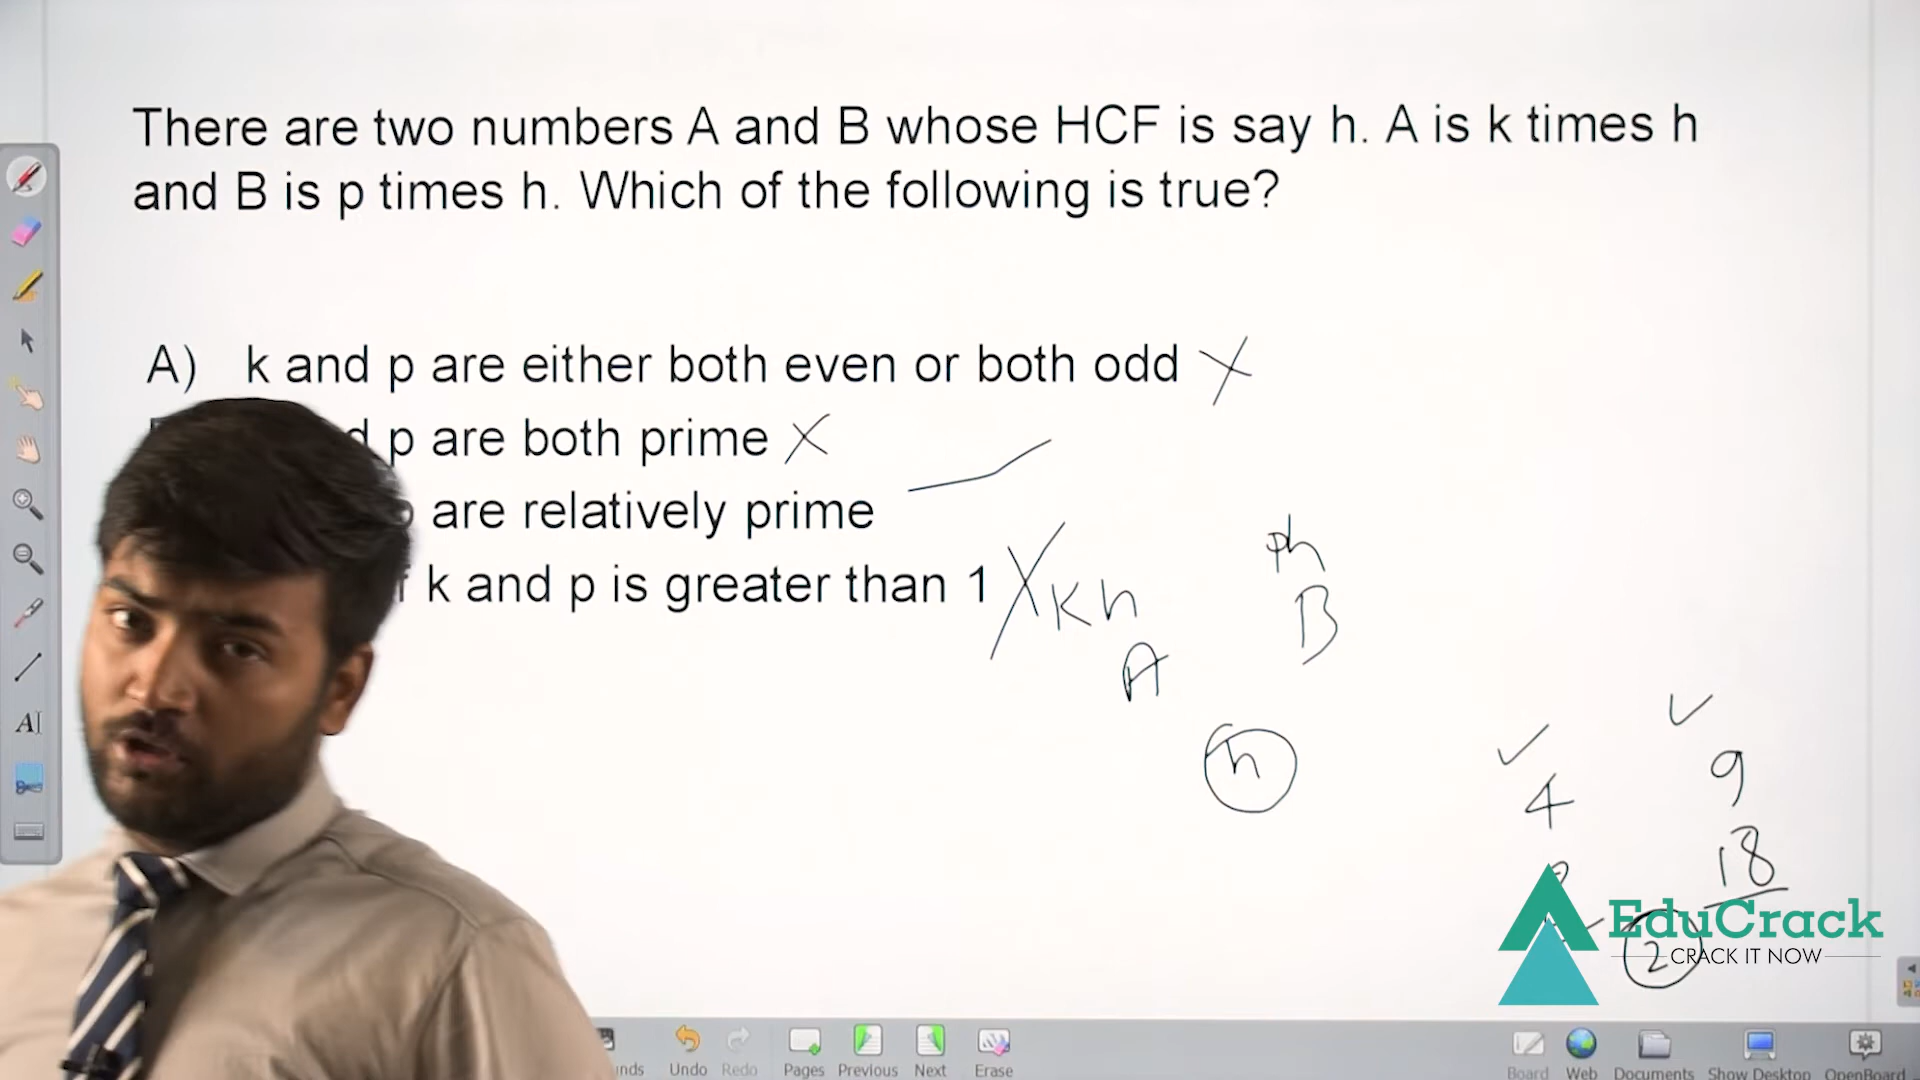 There are two numbers A and B whose HCF is say h. A is k times h
and B is p times h. Which of the following is true?
A) k and p are either both even or both odd X
p are both prime X
are relatively prime
k and p is greater than 1 X
ph
kh
B
A
h
✓
✓
9
4
18
EduCrack
2
CRACK IT NOW
AI
Undo
Redo
Pages
Previous
Next
Erase
Board
Web
Documents
Show Desktop
OpenBoard